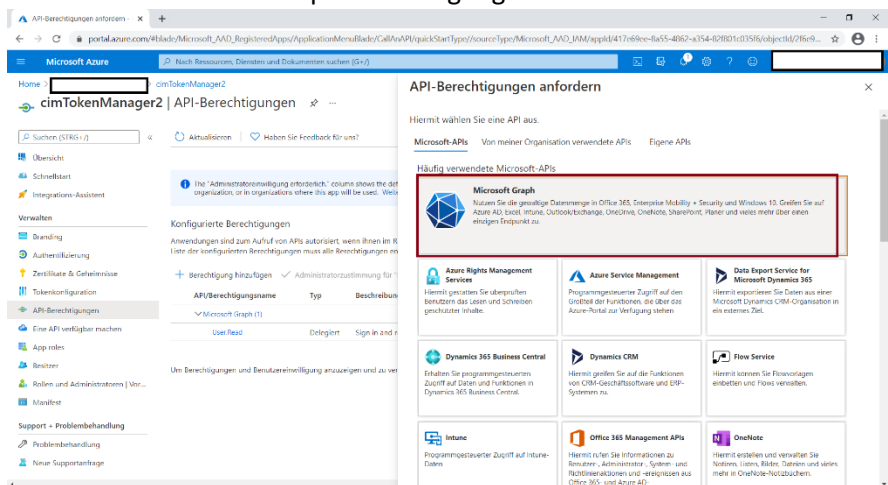 API-Berechtigungen anfordern -
portal.azure.com/#blade/Microsoft_AAD_RegisteredApps/ApplicationMenuBlade/CallAnAPI/quickStartType//sourceType/Microsoft_AAD_IAM/appId/417e69ee-8a55-4862-a354-82f801c035f6/objectId/2f6c9...
Microsoft Azure
Nach Ressourcen, Diensten und Dokumenten suchen (G+/)
Home >
cimTokenManager2
cimTokenManager2 | API-Berechtigungen
Suchen (STRG+/)
Übersicht
Schnellstart
Integrations-Assistent
Verwalten
Branding
Authentifizierung
Zertifikate & Geheimnisse
Tokenkonfiguration
API-Berechtigungen
Eine API verfügbar machen
App roles
Besitzer
Rollen und Administratoren | Vor...
Manifest
Support + Problembehandlung
Problembehandlung
Neue Supportanfrage
Aktualisieren
Haben Sie Feedback für uns?
The "Administratoreinwilligung erforderlich." column shows the def
organization, or in organizations where this app will be used. Weite
Konfigurierte Berechtigungen
Anwendungen sind zum Aufruf von APIs autorisiert, wenn ihnen im R
Liste der konfigurierten Berechtigungen muss alle Berechtigungen en
Berechtigung hinzufügen
Administratorzustimmung für "
API/Berechtigungsname Typ Beschreibun
Microsoft Graph (1)
User.Read Delegiert Sign in and r
Um Berechtigungen und Benutzereinwilligung anzuzeigen und zu ver
API-Berechtigungen anfordern
Hiermit wählen Sie eine API aus.
Microsoft-APIs Von meiner Organisation verwendete APIs Eigene APIs
Häufig verwendete Microsoft-APIs
Microsoft Graph
Nutzen Sie die gewaltige Datenmenge in Office 365, Enterprise Mobility + Security und Windows 10. Greifen Sie auf
Azure AD, Excel, Intune, Outlook/Exchange, OneDrive, OneNote, SharePoint, Planer und vieles mehr über einen
einzigen Endpunkt zu.
Azure Rights Management
Services
Hiermit gestatten Sie überprüften
Benutzern das Lesen und Schreiben
geschützter Inhalte.
Azure Service Management
Programmgesteuerter Zugriff auf den
Großteil der Funktionen, die über das
Azure-Portal zur Verfügung stehen
Data Export Service for
Microsoft Dynamics 365
Hiermit exportieren Sie Daten aus einer
Microsoft Dynamics CRM-Organisation in
ein externes Ziel.
Dynamics 365 Business Central
Erhalten Sie programmgesteuerten
Zugriff auf Daten und Funktionen in
Dynamics 365 Business Central.
Dynamics CRM
Hiermit greifen Sie auf die Funktionen
von CRM-Geschäftssoftware und ERP-
Systemen zu.
Flow Service
Hiermit können Sie Flowvorlagen
einbetten und Flows verwalten.
Intune
Programmgesteuerter Zugriff auf Intune-
Daten
Office 365 Management APIs
Hiermit rufen Sie Informationen zu
Benutzer-, Administrator-, System- und
Richtlinienaktionen und -ereignissen aus
Office 365- und Azure AD-
OneNote
Hiermit erstellen und verwalten Sie
Notizen, Listen, Bilder, Dateien und vieles
mehr in OneNote-Notizbüchern.